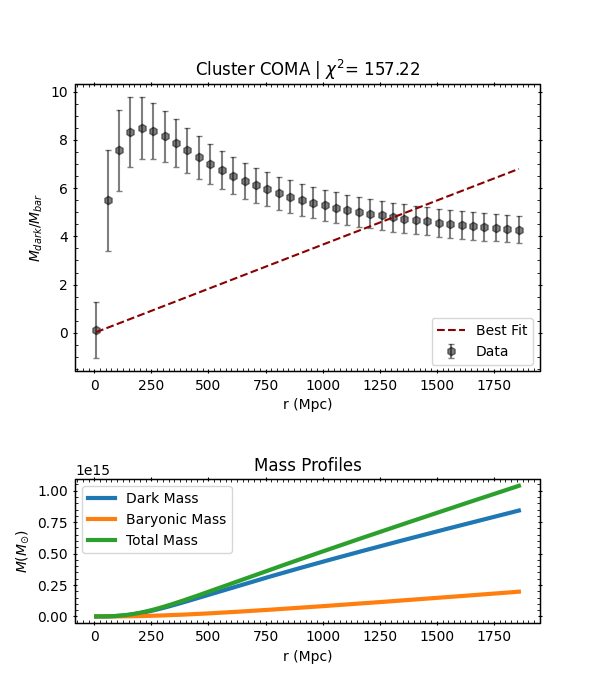 Cluster COMA | χ²= 157.22
10
8
6
4
2
0
M_dark/M_bar
Best Fit
Data
0 250 500 750 1000 1250 1500 1750
r (Mpc)
Mass Profiles
1e15
1.00
0.75
0.50
0.25
0.00
M(M_⊙)
Dark Mass
Baryonic Mass
Total Mass
0 250 500 750 1000 1250 1500 1750
r (Mpc)